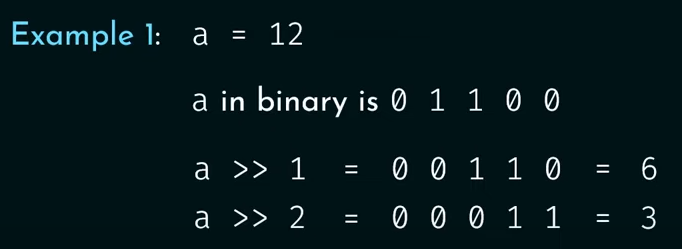 Example 1: a = 12
a in binary is 0 1 1 0 0
a >> 1 = 0 0 1 1 0 = 6
a >> 2 = 0 0 0 1 1 = 3